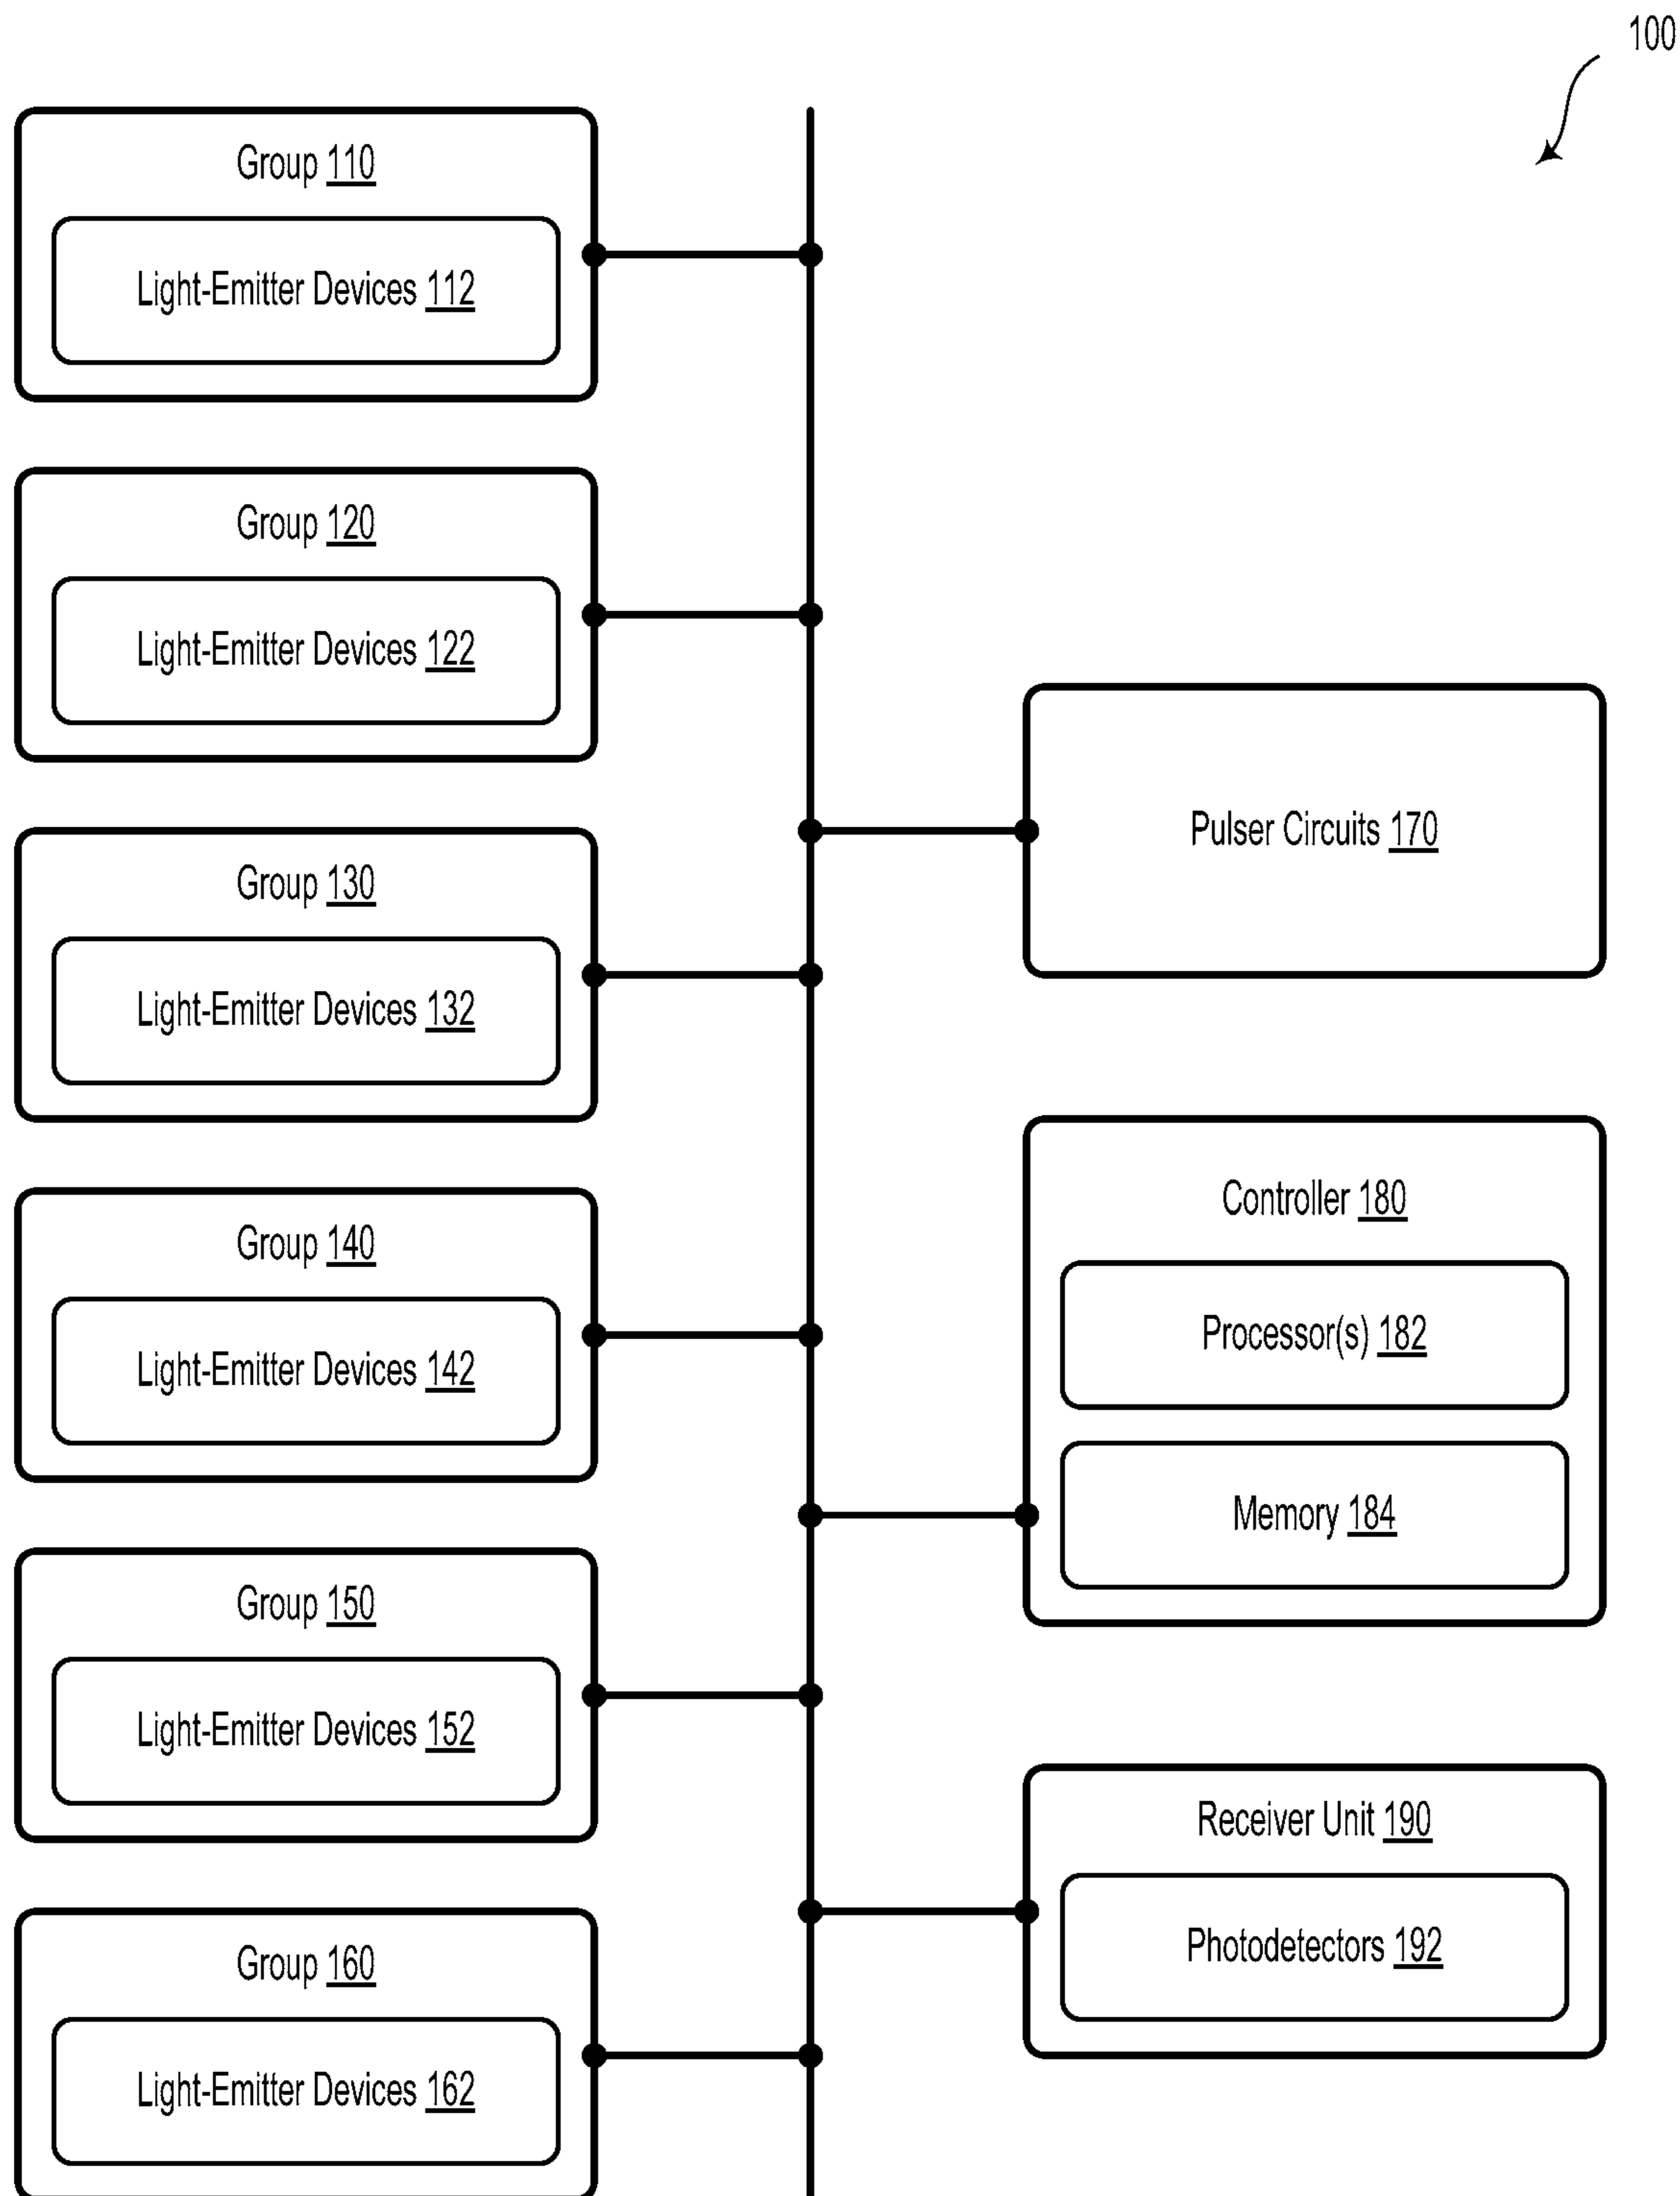 100
Group 110
Light-Emitter Devices 112
Group 120
Light-Emitter Devices 122
Group 130
Light-Emitter Devices 132
Group 140
Light-Emitter Devices 142
Group 150
Light-Emitter Devices 152
Group 160
Light-Emitter Devices 162
Pulser Circuits 170
Controller 180
Processor(s) 182
Memory 184
Receiver Unit 190
Photodetectors 192